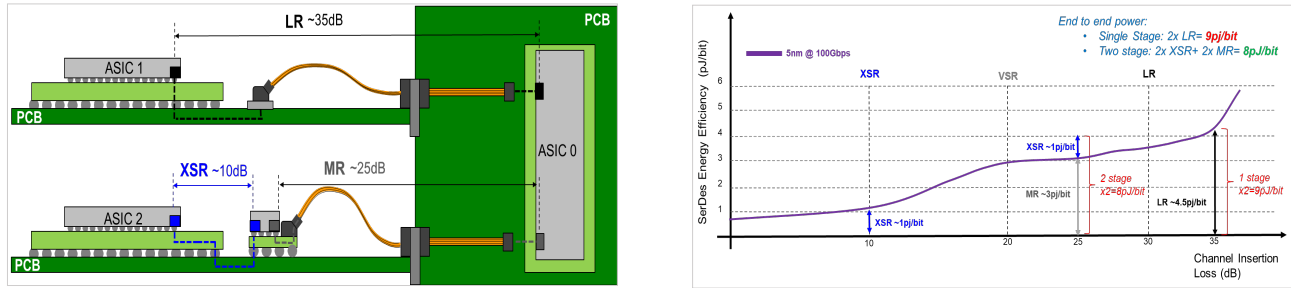 LR ~35dB
PCB
ASIC 1
PCB
ASIC 0
XSR ~10dB
MR ~25dB
ASIC 2
PCB
End to end power:
• Single Stage: 2x LR= 9pj/bit
• Two stage: 2x XSR+ 2x MR= 8pJ/bit
5nm @ 100Gbps
SerDes Energy Efficiency (pJ/bit)
XSR
VSR
LR
6
5
4
3
2
1
XSR ~1pj/bit
MR ~3pj/bit
2 stage
x2=8pJ/bit
LR ~4.5pj/bit
1 stage
x2=9pJ/bit
XSR ~1pj/bit
10
20
25
30
35
Channel Insertion
Loss (dB)